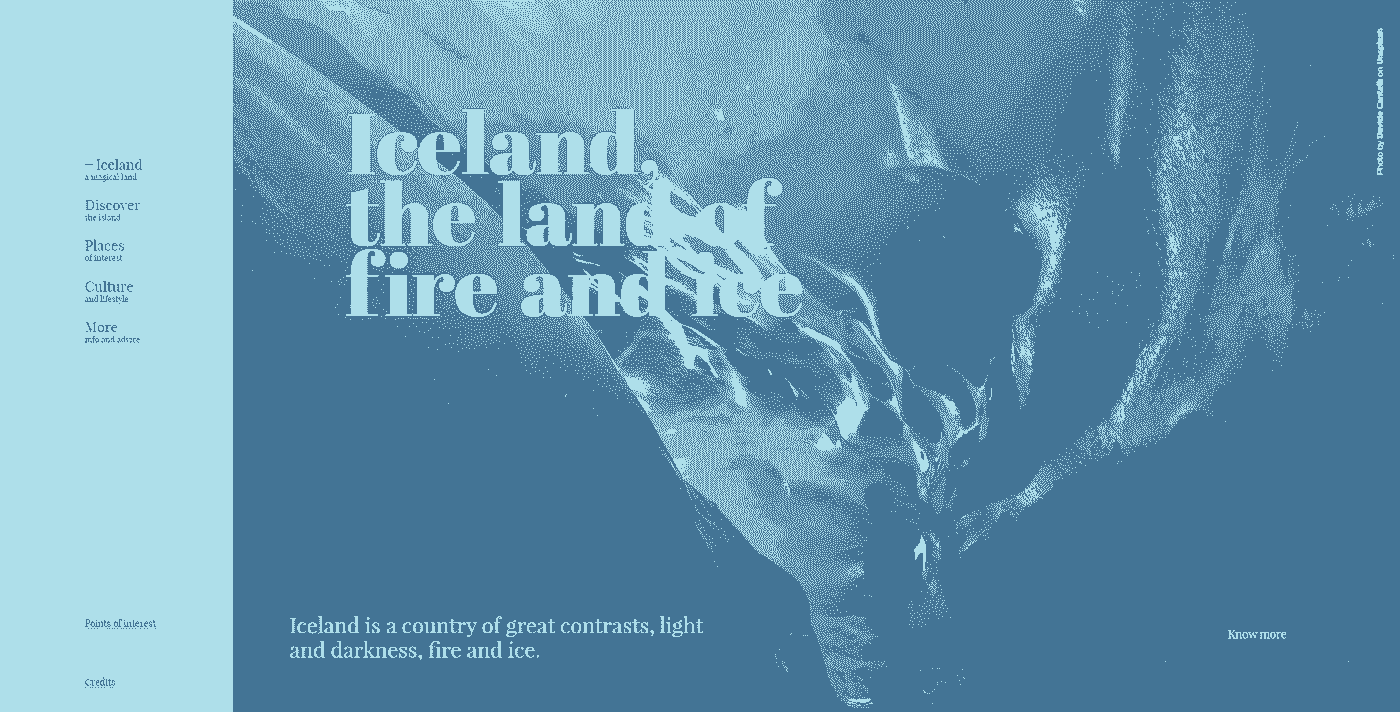 – Iceland
a magical land
Discover
the island
Places
of interest
Culture
and lifestyle
More
info and advice
Points of interest
Credits
Iceland,
the land of
fire and ice
Iceland is a country of great contrasts, light
and darkness, fire and ice.
Know more
Photo by Davide Cantelli on Unsplash